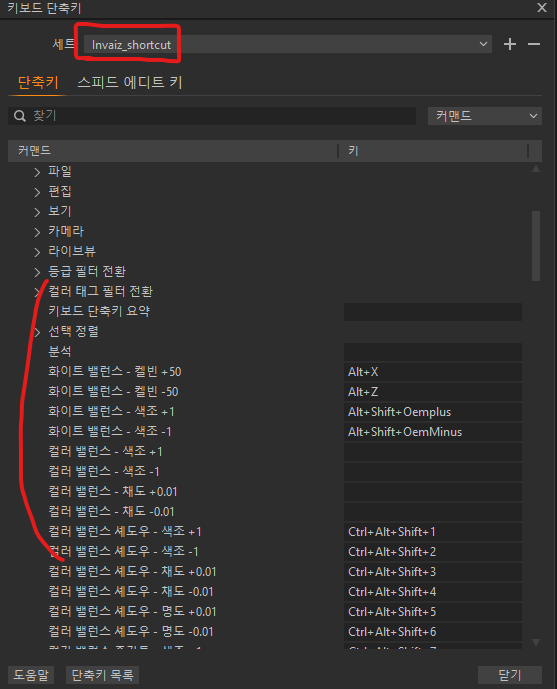 키보드 단축키
세트 Invaiz_shortcut
단축키 스피드 에디트 키
찾기 커맨드
커맨드 키
파일
편집
보기
카메라
라이브뷰
등급 필터 전환
컬러 태그 필터 전환
키보드 단축키 요약
선택 정렬
분석
화이트 밸런스 - 켈빈 +50 Alt+X
화이트 밸런스 - 켈빈 -50 Alt+Z
화이트 밸런스 - 색조 +1 Alt+Shift+Oemplus
화이트 밸런스 - 색조 -1 Alt+Shift+OemMinus
컬러 밸런스 - 색조 +1
컬러 밸런스 - 색조 -1
컬러 밸런스 - 채도 +0.01
컬러 밸런스 - 채도 -0.01
컬러 밸런스 셰도우 - 색조 +1 Ctrl+Alt+Shift+1
컬러 밸런스 셰도우 - 색조 -1 Ctrl+Alt+Shift+2
컬러 밸런스 셰도우 - 채도 +0.01 Ctrl+Alt+Shift+3
컬러 밸런스 셰도우 - 채도 -0.01 Ctrl+Alt+Shift+4
컬러 밸런스 셰도우 - 명도 +0.01 Ctrl+Alt+Shift+5
컬러 밸런스 셰도우 - 명도 -0.01 Ctrl+Alt+Shift+6
도움말 단축키 목록 닫기